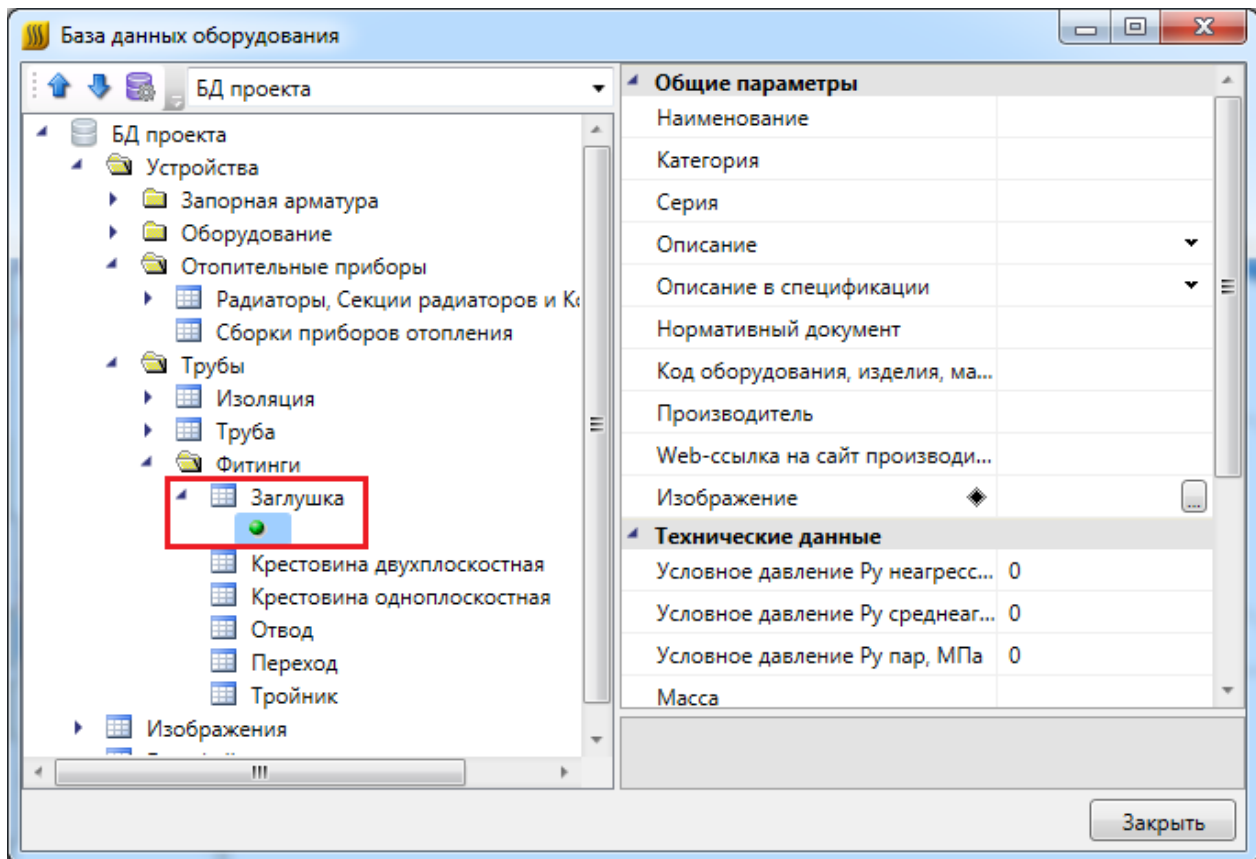 База данных оборудования
БД проекта
БД проекта
Устройства
Запорная арматура
Оборудование
Отопительные приборы
Радиаторы, Секции радиаторов и
Сборки приборов отопления
Трубы
Изоляция
Труба
Фитинги
Заглушка
Крестовина двухплоскостная
Крестовина одноплоскостная
Отвод
Переход
Тройник
Изображения
Общие параметры
Наименование
Категория
Серия
Описание
Описание в спецификации
Нормативный документ
Код оборудования, изделия, ма...
Производитель
Web-ссылка на сайт производи...
Изображение ...
Технические данные
Условное давление Ру неагресс... 0
Условное давление Ру среднеаг... 0
Условное давление Ру пар, МПа 0
Масса
Закрыть